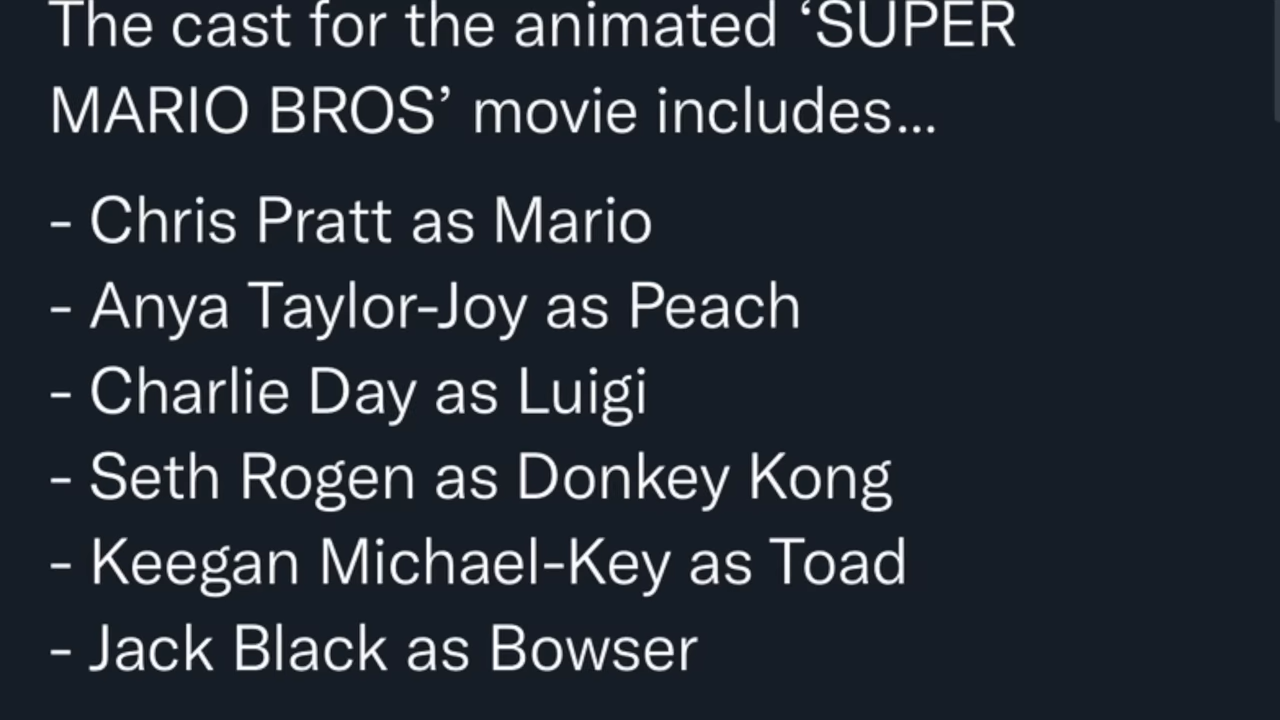 The cast for the animated ‘SUPER
MARIO BROS’ movie includes...
- Chris Pratt as Mario
- Anya Taylor-Joy as Peach
- Charlie Day as Luigi
- Seth Rogen as Donkey Kong
- Keegan Michael-Key as Toad
- Jack Black as Bowser